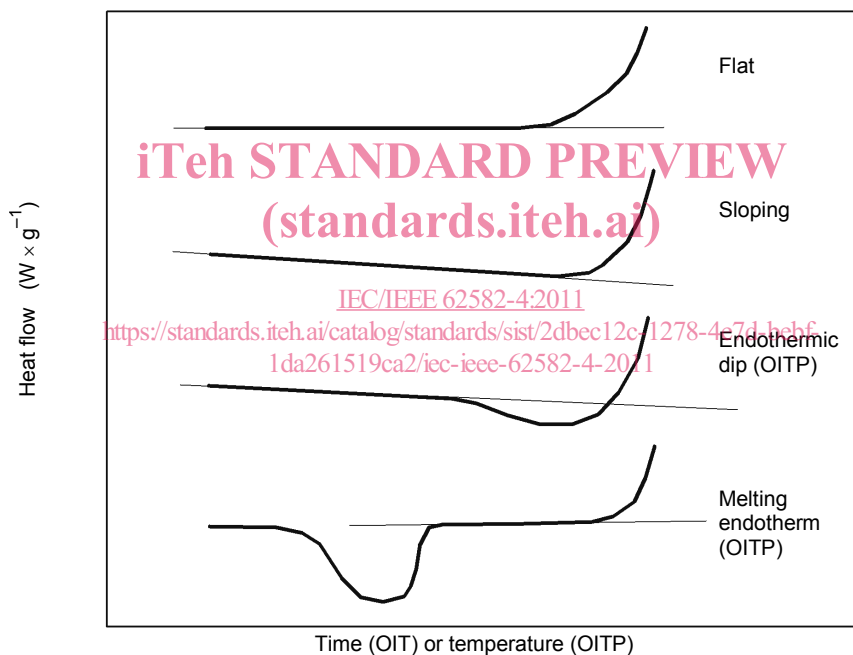 Flat
iTeh STANDARD PREVIEW
(standards.iteh.ai)
Sloping
IEC/IEEE 62582-4:2011
https://standards.iteh.ai/catalog/standards/sist/2dbec12c-1278-4e7d-bebf-
1da261519ca2/iec-ieee-62582-4-2011
Endothermic
dip (OITP)
Melting
endotherm
(OITP)
Heat flow (W × g⁻¹)
Time (OIT) or temperature (OITP)